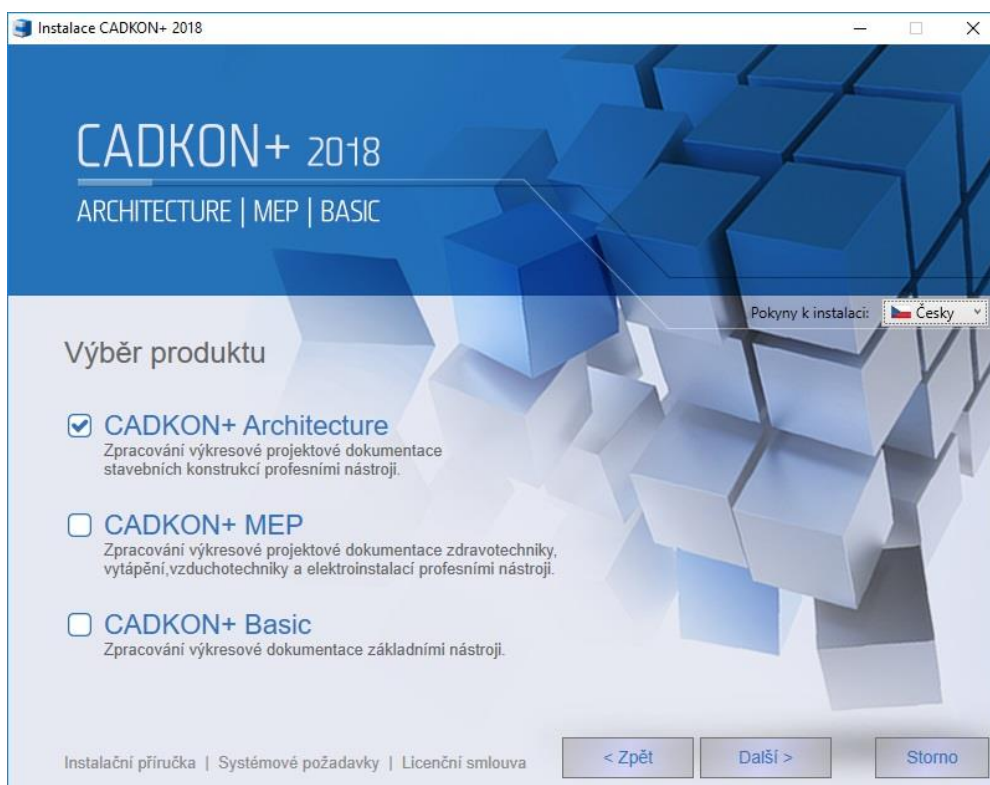 Instalace CADKON+ 2018
CADKON+ 2018
ARCHITECTURE | MEP | BASIC
Pokyny k instalaci: Česky
Výběr produktu
CADKON+ Architecture
Zpracování výkresové projektové dokumentace
stavebních konstrukcí profesními nástroji.
CADKON+ MEP
Zpracování výkresové projektové dokumentace zdravotechniky,
vytápění,vzduchotechniky a elektroinstalací profesními nástroji.
CADKON+ Basic
Zpracování výkresové dokumentace základními nástroji.
Instalační příručka | Systémové požadavky | Licenční smlouva
< Zpět Další > Storno